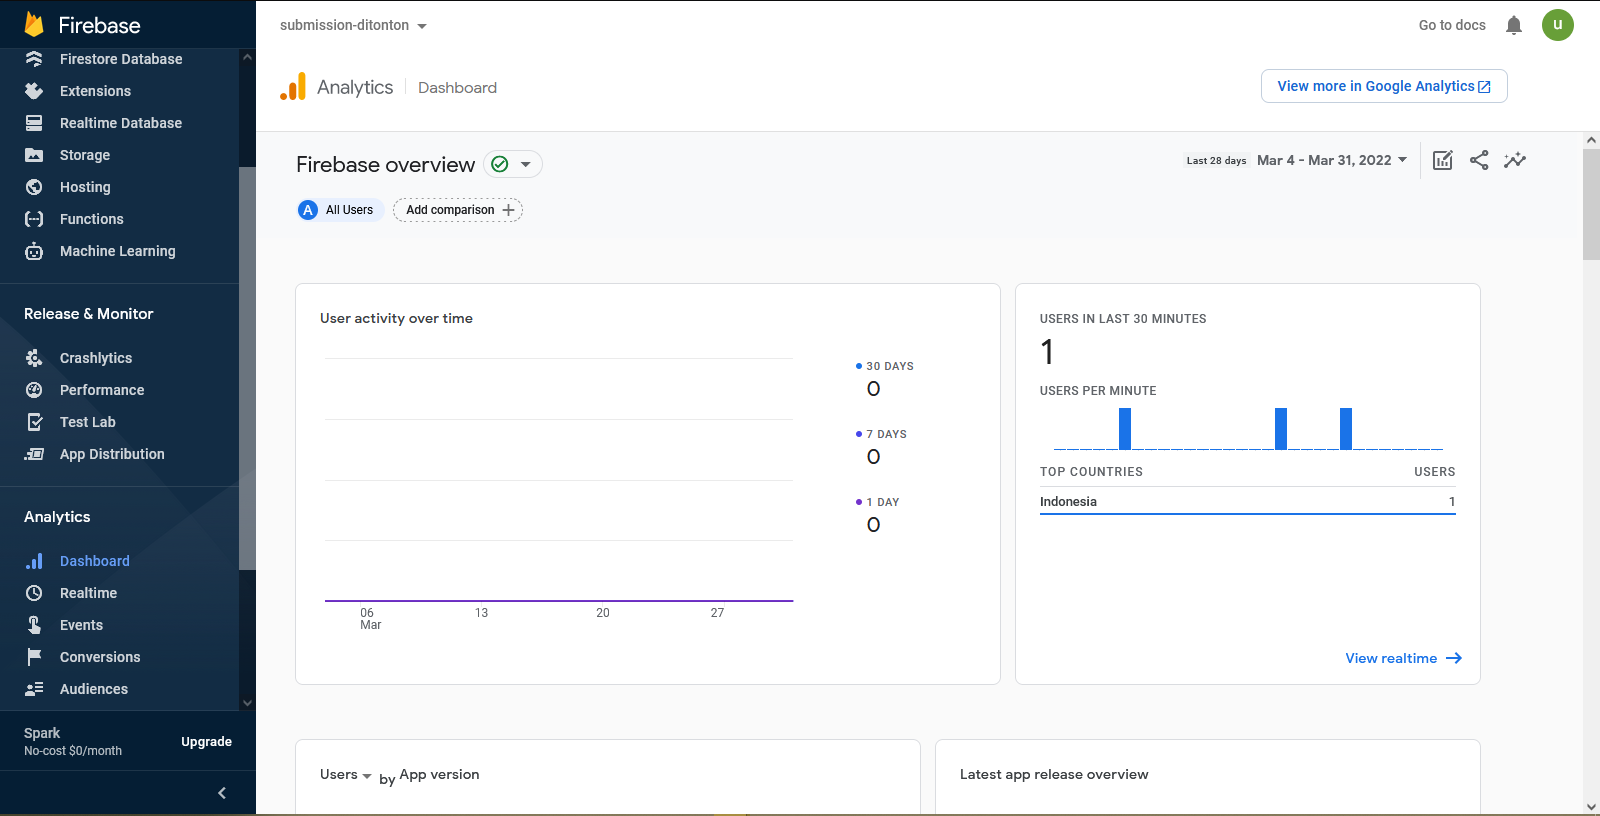 Firebase
Firestore Database
Extensions
Realtime Database
Storage
Hosting
Functions
Machine Learning
Release & Monitor
Crashlytics
Performance
Test Lab
App Distribution
Analytics
Dashboard
Realtime
Events
Conversions
Audiences
Spark
No-cost $0/month
Upgrade
submission-ditonton
Go to docs
u
Analytics
Dashboard
View more in Google Analytics
Firebase overview
Last 28 days Mar 4 - Mar 31, 2022
A All Users
Add comparison
User activity over time
30 DAYS
0
7 DAYS
0
1 DAY
0
06 13 20 27
Mar
USERS IN LAST 30 MINUTES
1
USERS PER MINUTE
TOP COUNTRIES USERS
Indonesia 1
View realtime
Users by App version
Latest app release overview